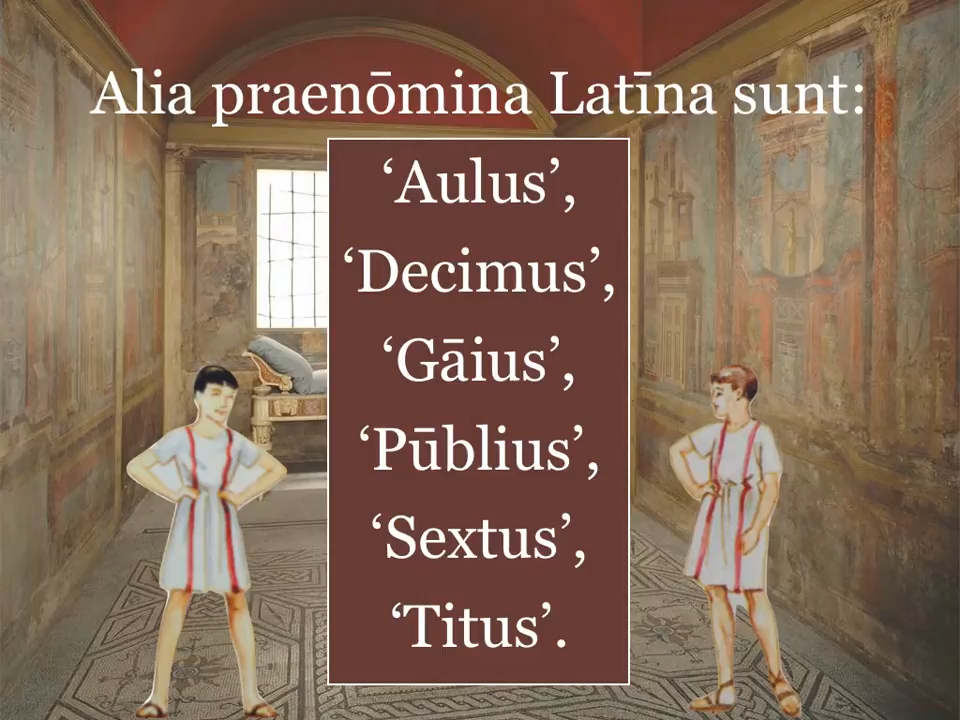 Alia praenōmina Latīna sunt:
‘Aulus’,
‘Decimus’,
‘Gāius’,
‘Pūblius’,
‘Sextus’,
‘Titus’.